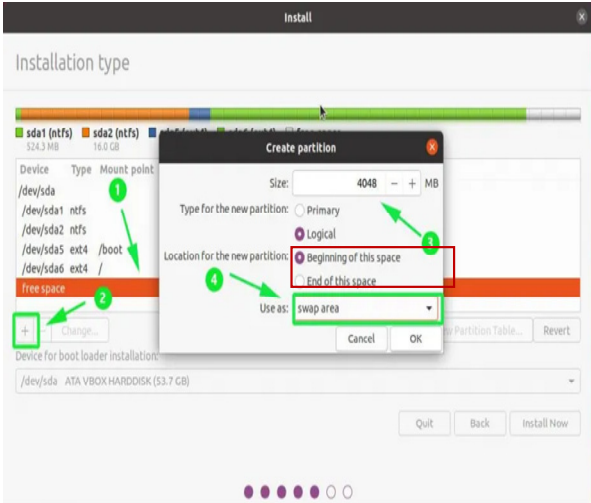 Install
Installation type
sda1 (ntfs) sda2 (ntfs)
524.3 MB 16.0 GB
Create partition
Device Type Mount point
/dev/sda
/dev/sda1 ntfs
/dev/sda2 ntfs
/dev/sda5 ext4 /boot
/dev/sda6 ext4 /
free space
1
2
Size: 4048 − + MB
Type for the new partition: Primary
Logical
3
Location for the new partition: Beginning of this space
End of this space
4
Use as: swap area
Cancel OK
+ − Change... Partition Table... Revert
Device for boot loader installation:
/dev/sda ATA VBOX HARDDISK (53.7 GB)
Quit Back Install Now